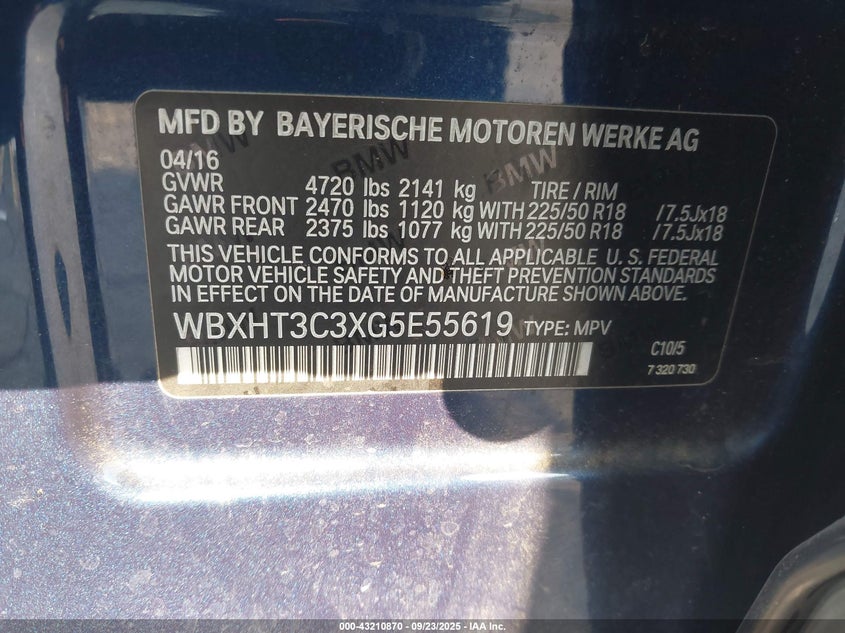 MFD BY BAYERISCHE MOTOREN WERKE AG
04/16
GVWR 4720 lbs 2141 kg TIRE / RIM
GAWR FRONT 2470 lbs 1120 kg WITH 225/50 R18 /7.5Jx18
GAWR REAR 2375 lbs 1077 kg WITH 225/50 R18 /7.5Jx18
THIS VEHICLE CONFORMS TO ALL APPLICABLE U. S. FEDERAL
MOTOR VEHICLE SAFETY AND THEFT PREVENTION STANDARDS
IN EFFECT ON THE DATE OF MANUFACTURE SHOWN ABOVE.
WBXHT3C3XG5E55619 TYPE: MPV
C10/5
7 320 730
BMW
BMW
000-43210870 - 09/23/2025 - IAA Inc.